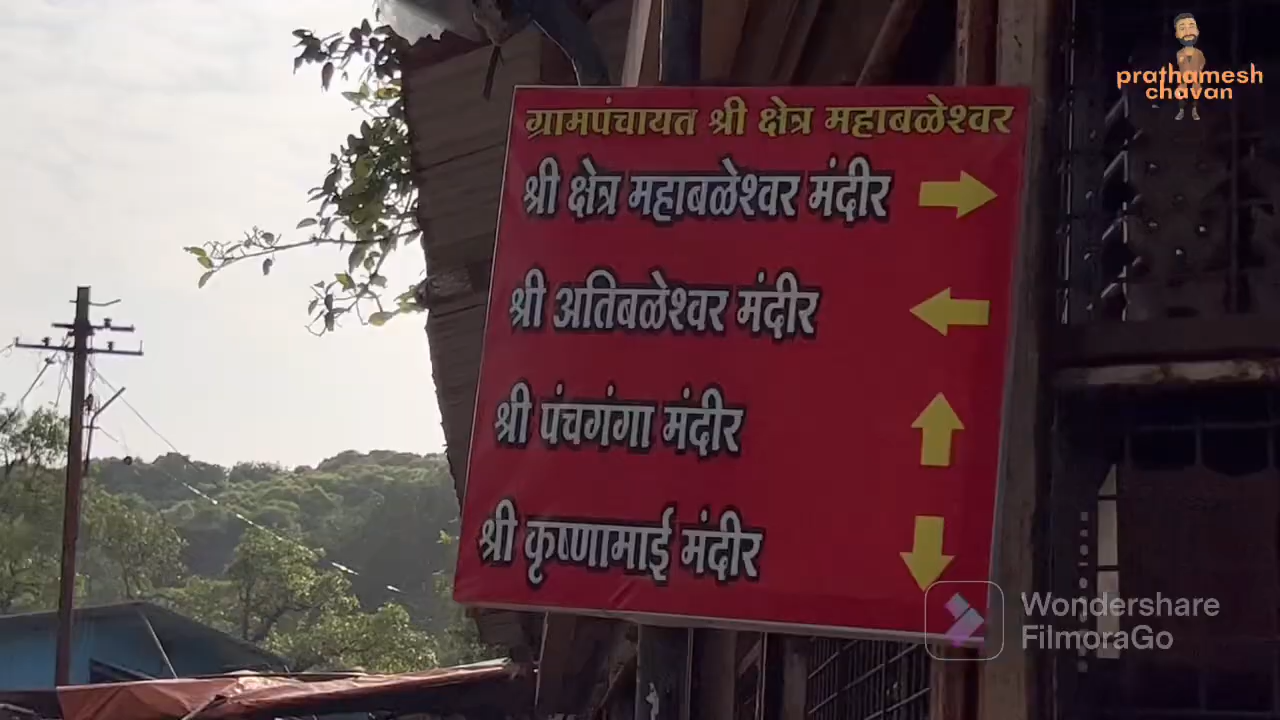 prathamesh
chavan
ग्रामपंचायत श्री क्षेत्र महाबळेश्वर
श्री क्षेत्र महाबळेश्वर मंदीर
श्री अतिबळेश्वर मंदीर
श्री पंचगंगा मंदीर
श्री कृष्णामाई मंदीर
Wondershare
FilmoraGo